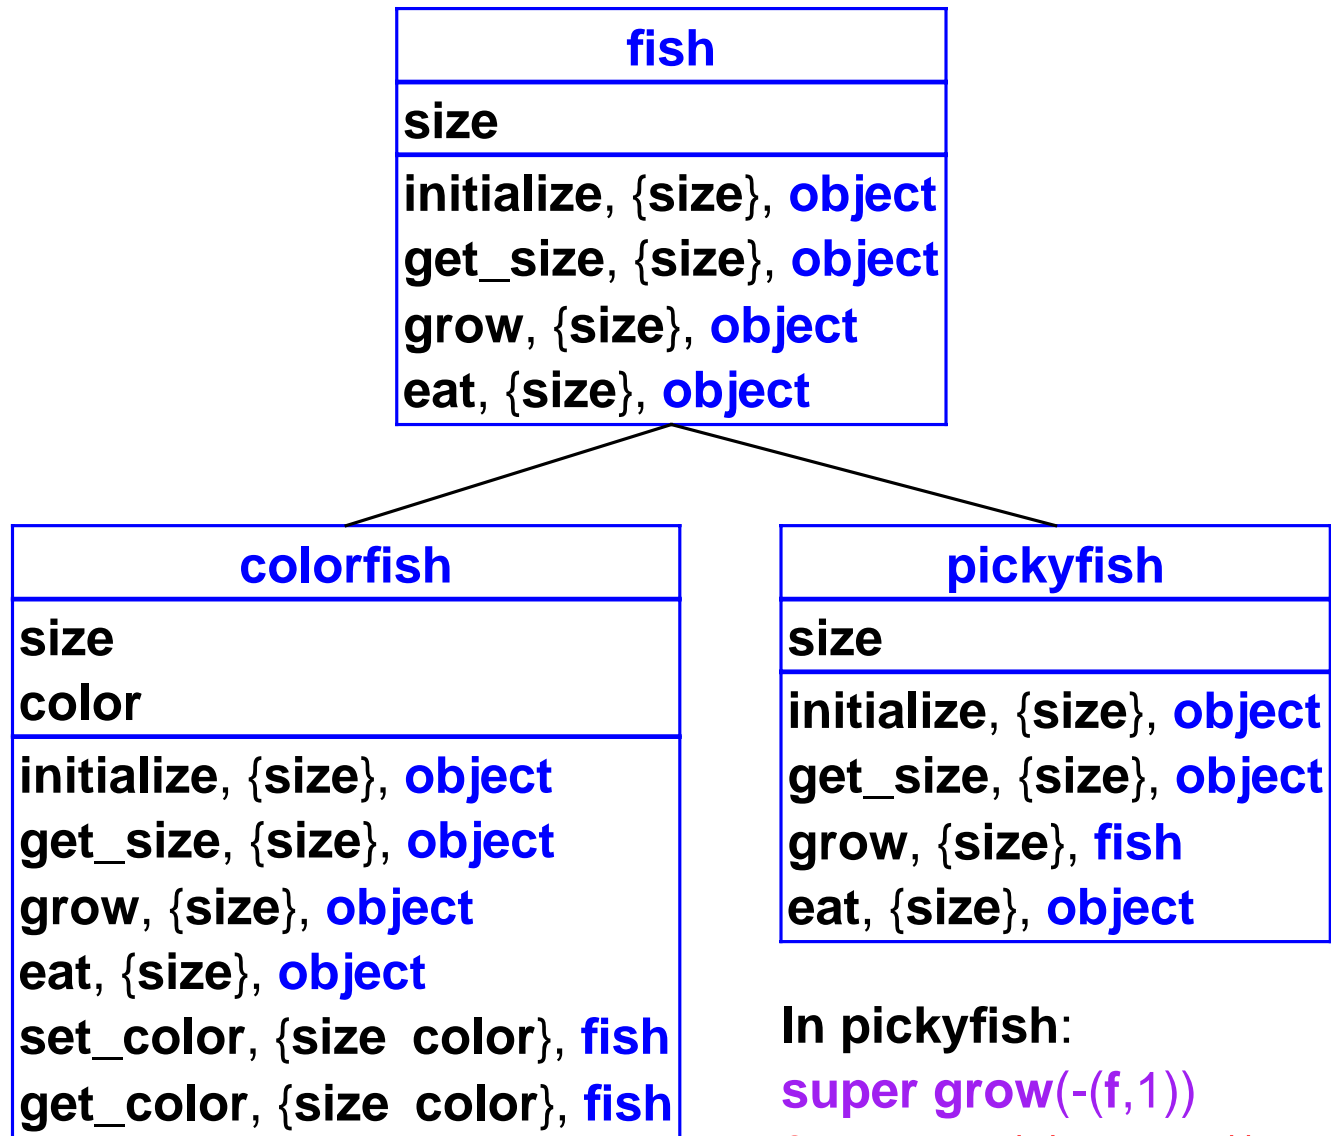 fish
size
initialize, {size}, object
get_size, {size}, object
grow, {size}, object
eat, {size}, object
colorfish
size
color
initialize, {size}, object
get_size, {size}, object
grow, {size}, object
eat, {size}, object
set_color, {size color}, fish
get_color, {size color}, fish
pickyfish
size
initialize, {size}, object
get_size, {size}, object
grow, {size}, fish
eat, {size}, object
In pickyfish:
super grow(-(f,1))